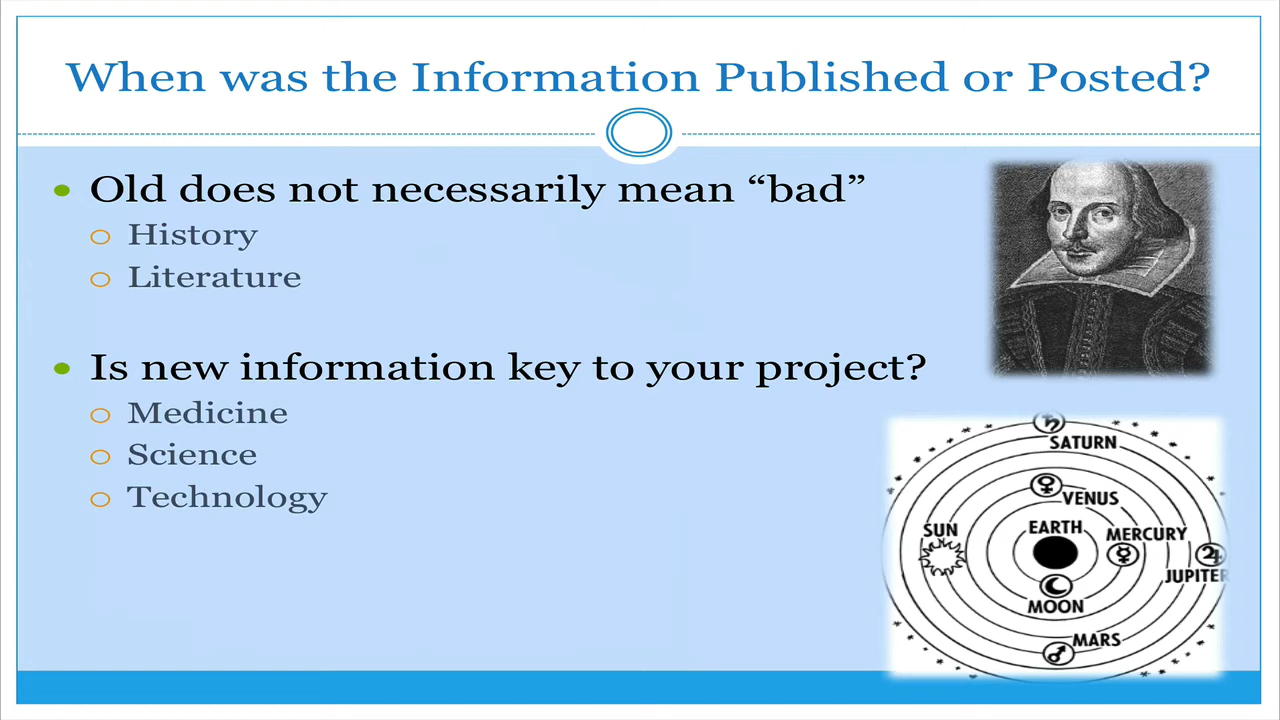 When was the Information Published or Posted?
Old does not necessarily mean “bad”
History
Literature
Is new information key to your project?
Medicine
Science
Technology
SATURN
VENUS
SUN
EARTH
MERCURY
JUPITER
MOON
MARS